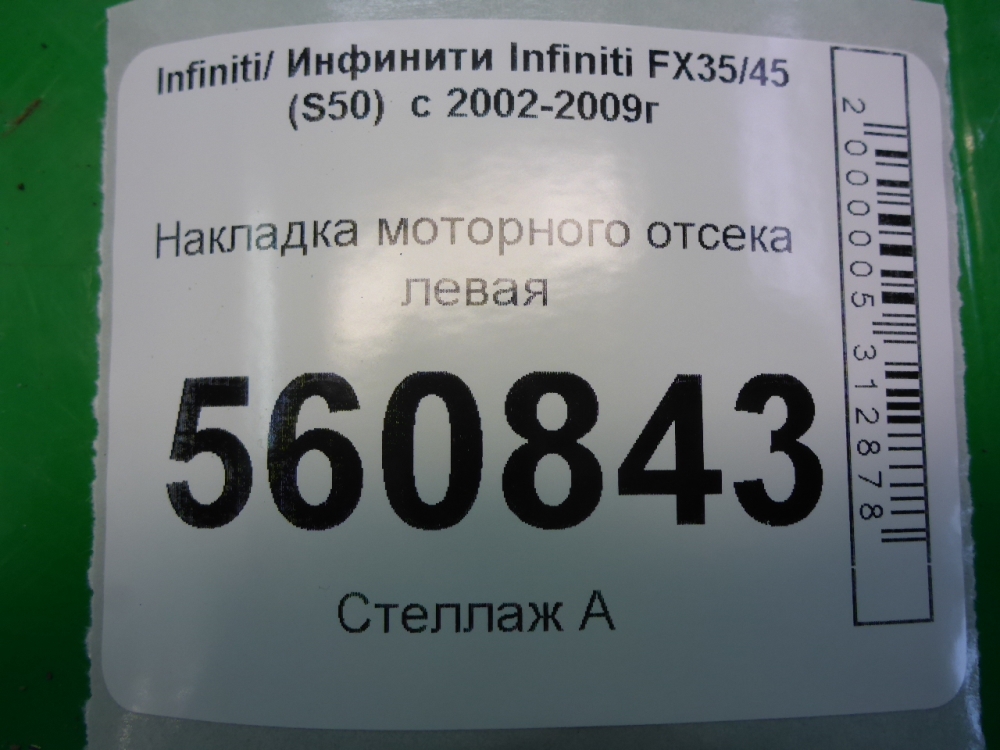 Infiniti/ Инфинити Infiniti FX35/45
(S50) с 2002-2009г
Накладка моторного отсека
левая
560843
Стеллаж А
2000005312878